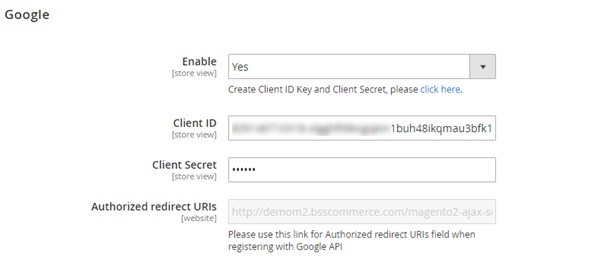 Google
Enable
[store view]
Yes
Create Client ID Key and Client Secret, please click here.
Client ID
[store view]
1buh48ikqmau3bfk1
Client Secret
[store view]
••••••
Authorized redirect URIs
[website]
http://demom2.bsscommerce.com/magento2-ajax-s
Please use this link for Authorized redirect URIs field when
registering with Google API